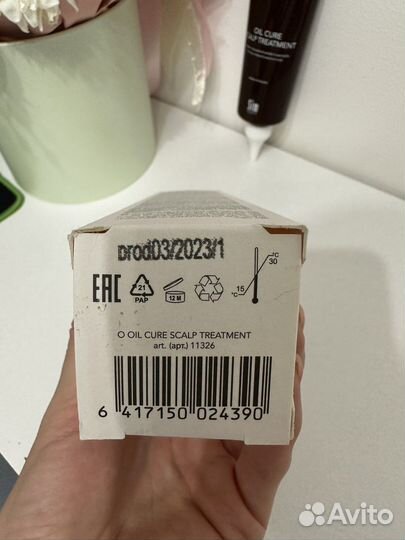 OIL CURE
SCALP TREATMENT
prod03/2023/1
EAC
21
PAP
12 M
15 °C
°C 30
O OIL CURE SCALP TREATMENT
art. (арт.) 11326
6 417150 024390
Avito